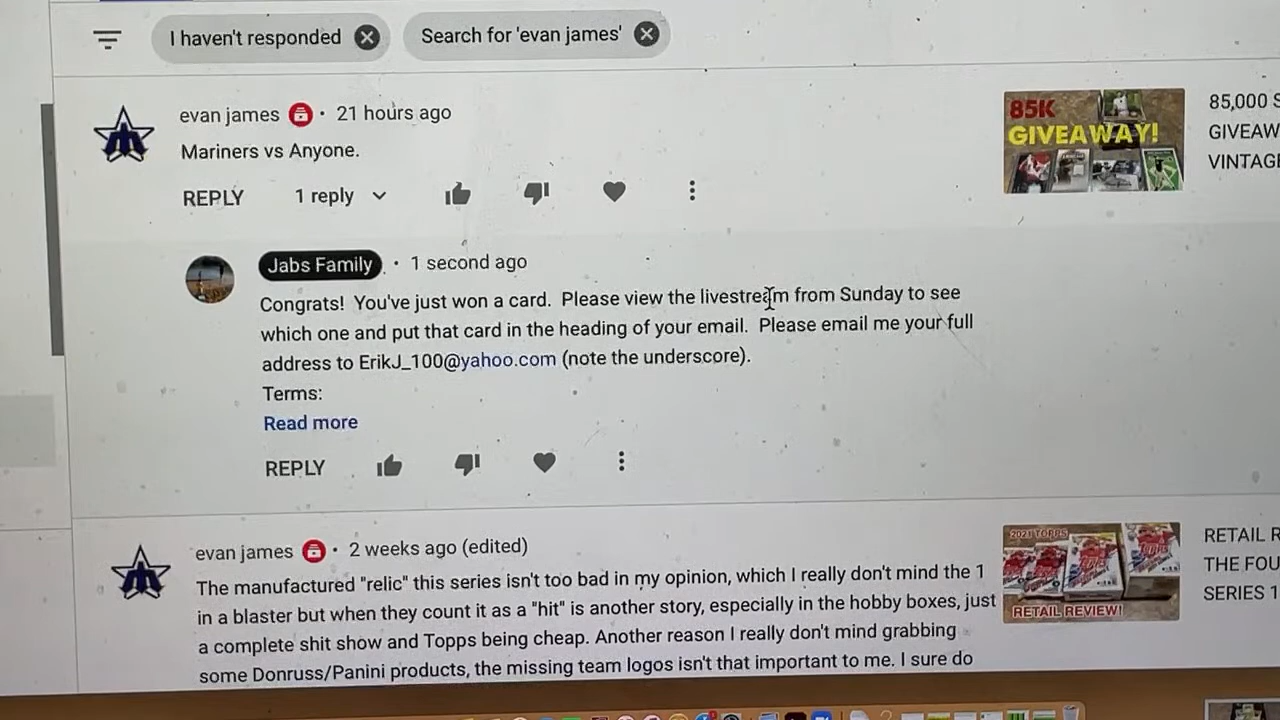 I haven't responded
Search for 'evan james'
evan james · 21 hours ago
Mariners vs Anyone.
REPLY 1 reply
85K
GIVEAWAY!
85,000 S
GIVEAW
VINTAGE
Jabs Family · 1 second ago
Congrats! You've just won a card. Please view the livestream from Sunday to see
which one and put that card in the heading of your email. Please email me your full
address to ErikJ_100@yahoo.com (note the underscore).
Terms:
Read more
REPLY
evan james · 2 weeks ago (edited)
The manufactured "relic" this series isn't too bad in my opinion, which I really don't mind the 1
in a blaster but when they count it as a "hit" is another story, especially in the hobby boxes, just
a complete shit show and Topps being cheap. Another reason I really don't mind grabbing
some Donruss/Panini products, the missing team logos isn't that important to me. I sure do
2021 TOPPS
RETAIL REVIEW!
RETAIL R
THE FOU
SERIES 1